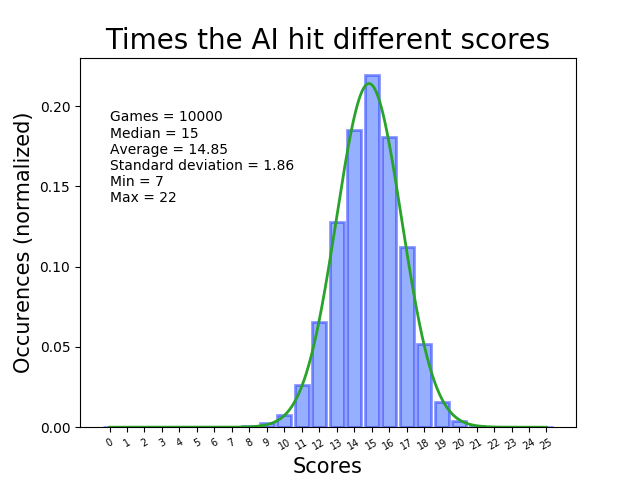 Times the AI hit different scores
Games = 10000
Median = 15
Average = 14.85
Standard deviation = 1.86
Min = 7
Max = 22
Occurences (normalized)
0.20
0.15
0.10
0.05
0.00
0 1 2 3 4 5 6 7 8 9 10 11 12 13 14 15 16 17 18 19 20 21 22 23 24 25
Scores